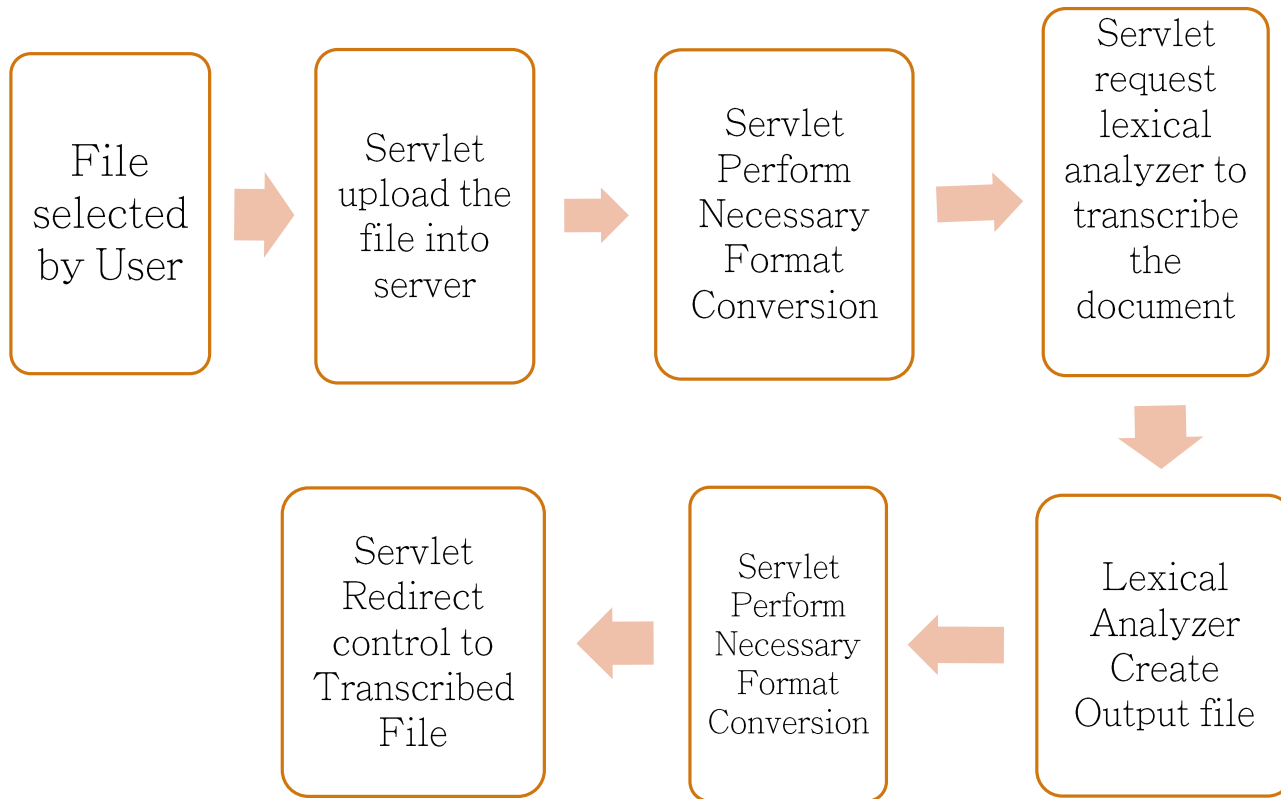 File
selected
by User
Servlet
upload the
file into
server
Servlet
Perform
Necessary
Format
Conversion
Servlet
request
lexical
analyzer to
transcribe
the
document
Lexical
Analyzer
Create
Output file
Servlet
Perform
Necessary
Format
Conversion
Servlet
Redirect
control to
Transcribed
File